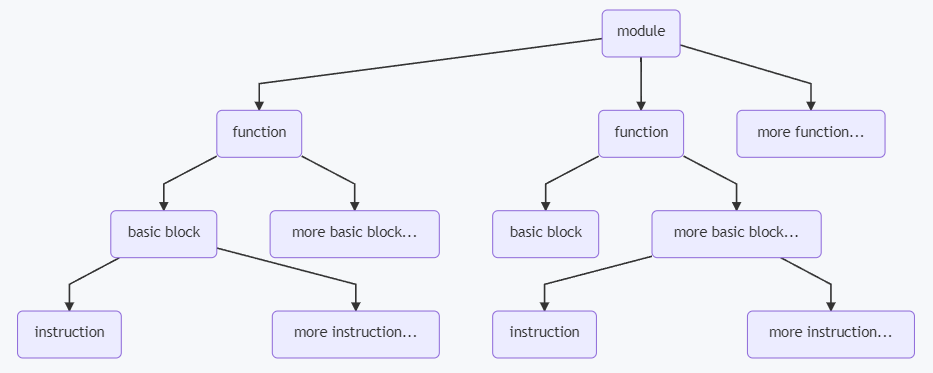 module
function
function
more function...
basic block
more basic block...
basic block
more basic block...
instruction
more instruction...
instruction
more instruction...